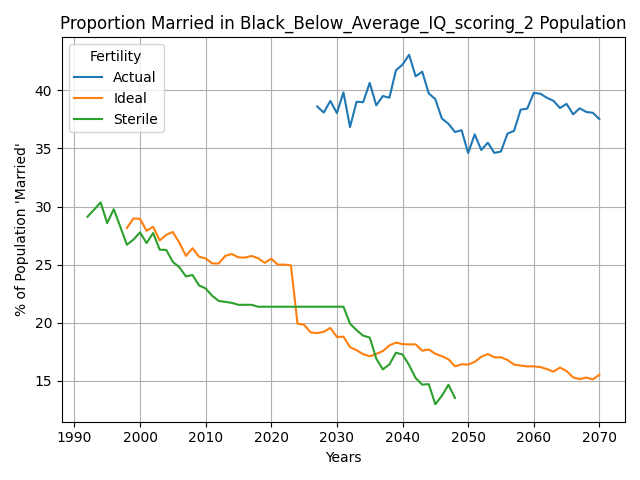 Proportion Married in Black_Below_Average_IQ_scoring_2 Population
Fertility
Actual
Ideal
Sterile
% of Population 'Married'
40
35
30
25
20
15
1990
2000
2010
2020
2030
2040
2050
2060
2070
Years